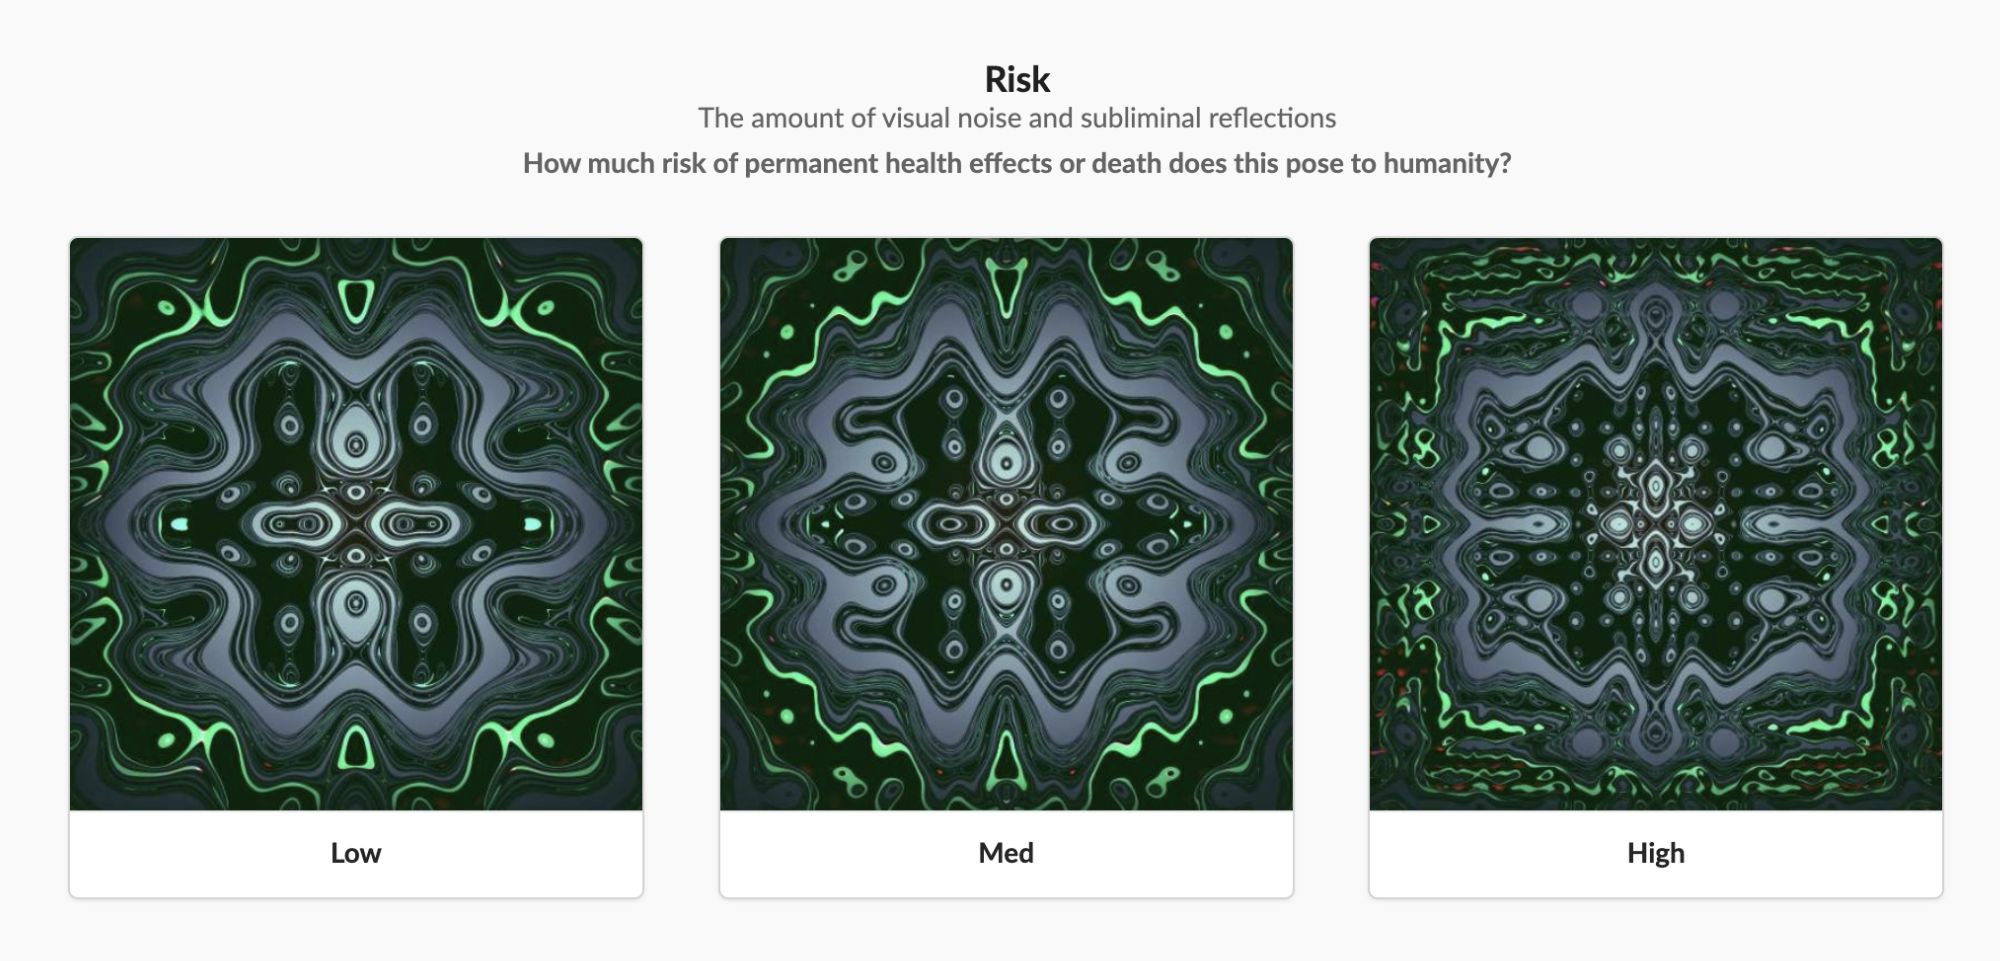 Risk
The amount of visual noise and subliminal reflections
How much risk of permanent health effects or death does this pose to humanity?
Low
Med
High